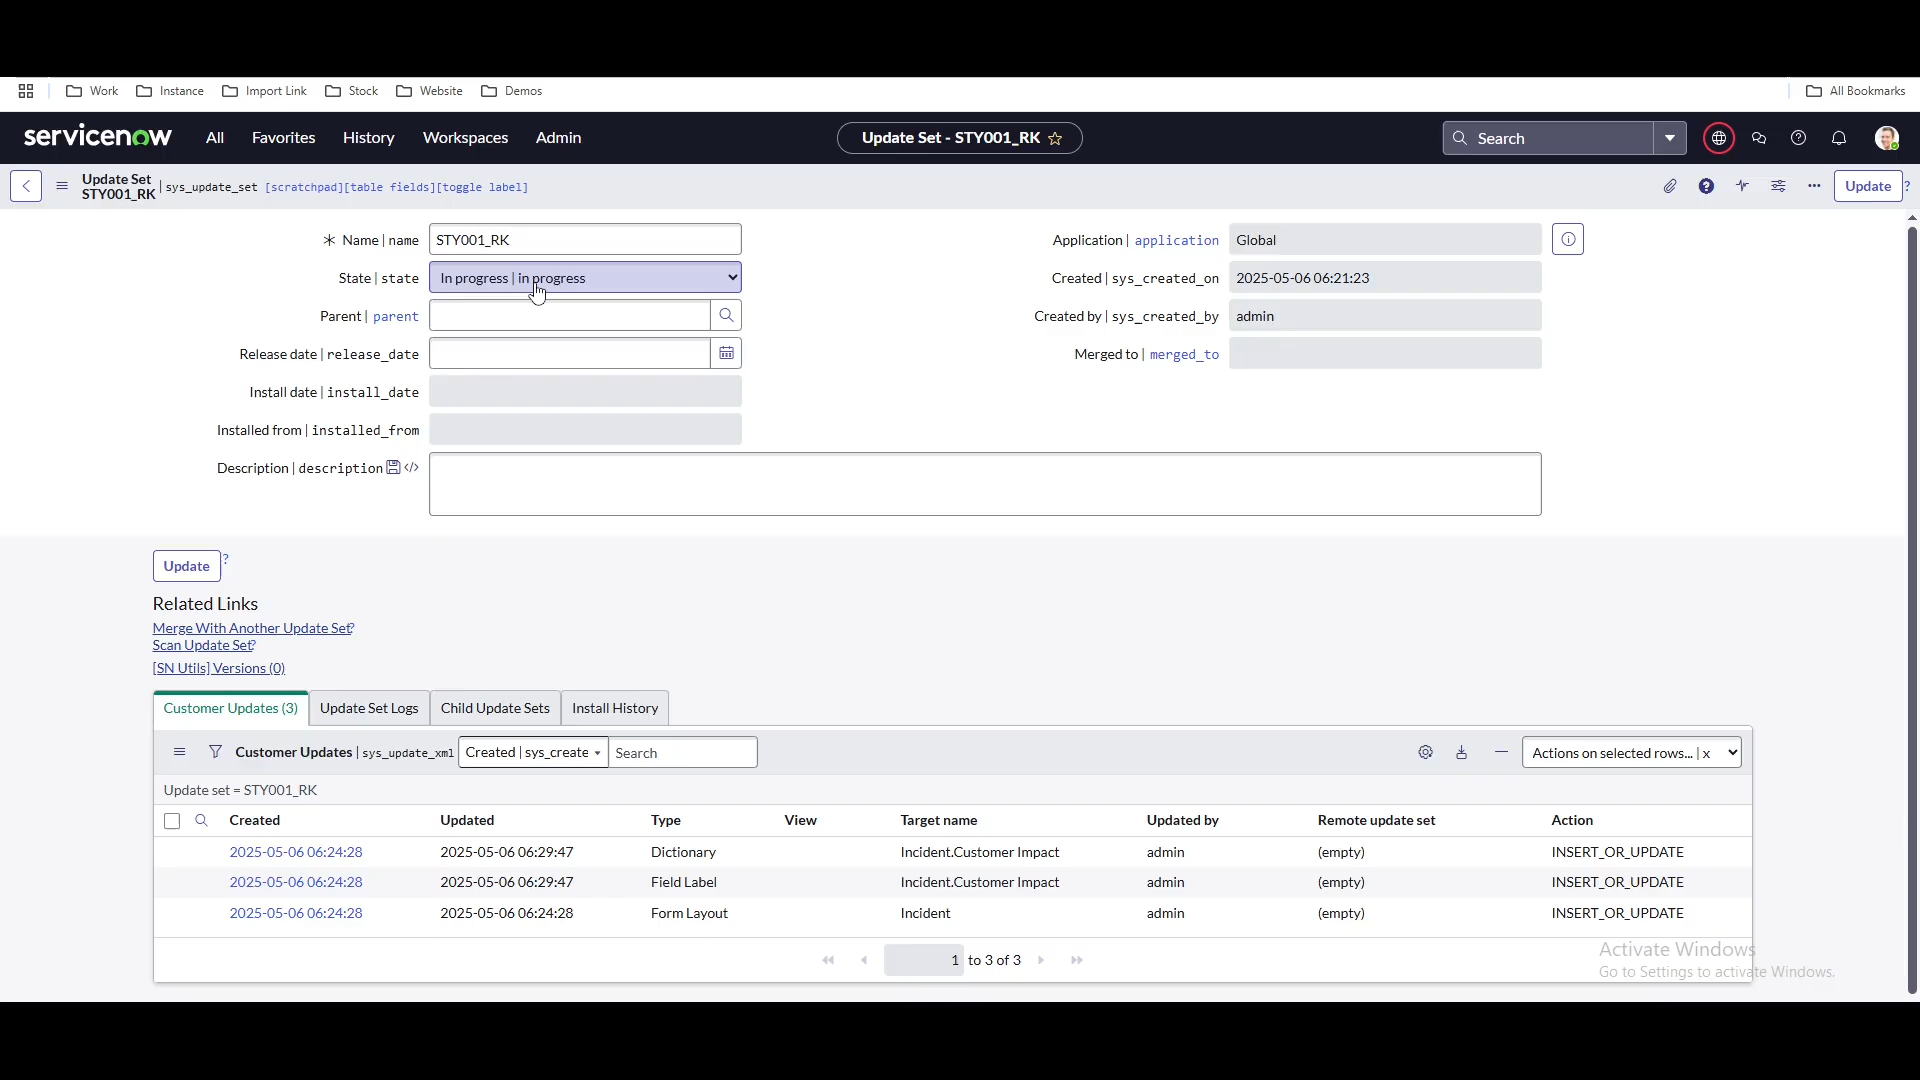 Work Instance Import Link Stock Website Demos All Bookmarks
servicenow All Favorites History Workspaces Admin Update Set - STY001_RK Search
Update Set
STY001_RK | sys_update_set [scratchpad][table fields][toggle label] Update ?
Name | name STY001_RK Application | application Global
State | state In progress | in progress Created | sys_created_on 2025-05-06 06:21:23
Parent | parent Created by | sys_created_by admin
Release date | release_date Merged to | merged_to
Install date | install_date
Installed from | installed_from
Description | description </>
Update ?
Related Links
Merge With Another Update Set?
Scan Update Set?
[SN Utils] Versions (0)
Customer Updates (3) Update Set Logs Child Update Sets Install History
Customer Updates | sys_update_xml Created | sys_create Search Actions on selected rows... | x
Update set = STY001_RK
Created Updated Type View Target name Updated by Remote update set Action
2025-05-06 06:24:28 2025-05-06 06:29:47 Dictionary Incident.Customer Impact admin (empty) INSERT_OR_UPDATE
2025-05-06 06:24:28 2025-05-06 06:29:47 Field Label Incident.Customer Impact admin (empty) INSERT_OR_UPDATE
2025-05-06 06:24:28 2025-05-06 06:24:28 Form Layout Incident admin (empty) INSERT_OR_UPDATE
1 to 3 of 3
Activate Windows
Go to Settings to activate Windows.